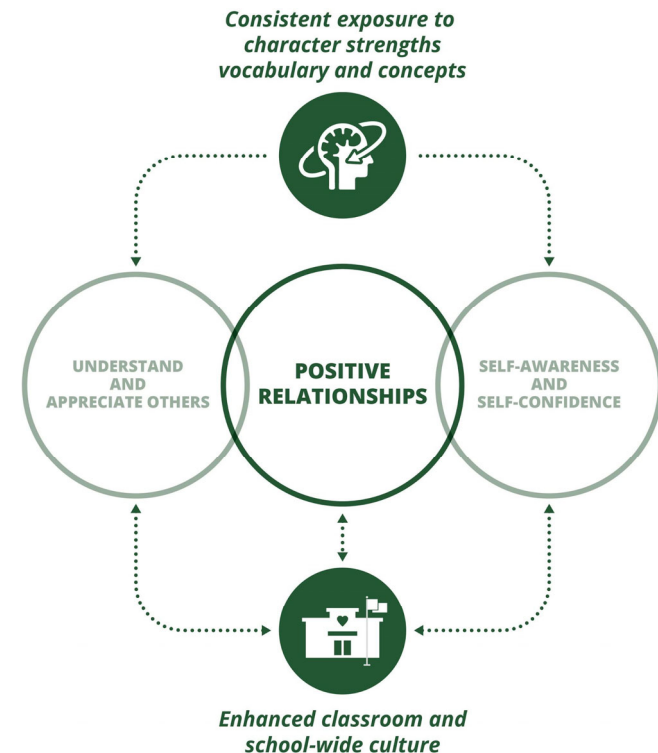 Consistent exposure to
character strengths
vocabulary and concepts
UNDERSTAND
AND
APPRECIATE OTHERS
POSITIVE
RELATIONSHIPS
SELF-AWARENESS
AND
SELF-CONFIDENCE
Enhanced classroom and
school-wide culture